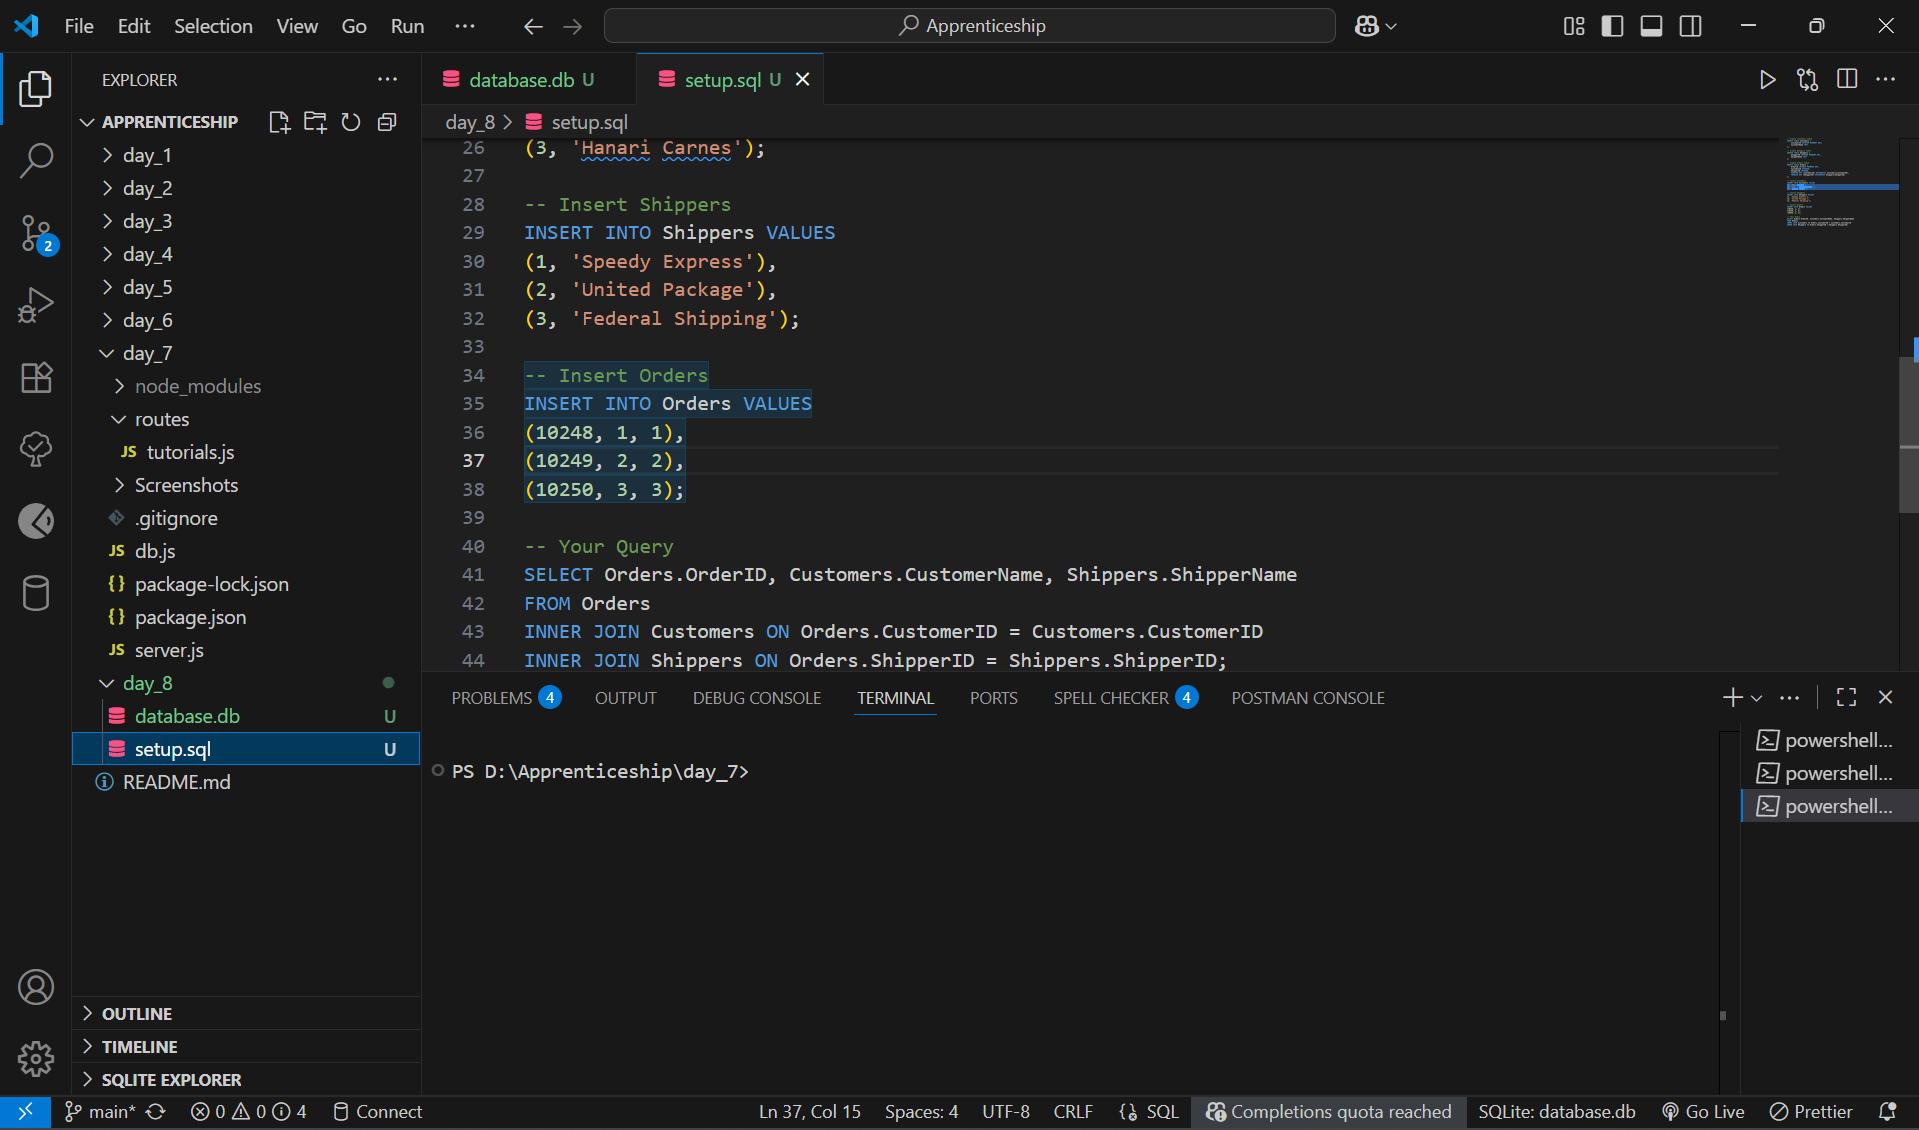 File Edit Selection View Go Run ···
Apprenticeship
EXPLORER
APPRENTICESHIP
day_1
day_2
day_3
day_4
day_5
day_6
day_7
node_modules
routes
JS tutorials.js
Screenshots
.gitignore
JS db.js
{} package-lock.json
{} package.json
JS server.js
day_8
database.db U
setup.sql U
README.md
OUTLINE
TIMELINE
SQLITE EXPLORER
2
database.db U
setup.sql U
day_8 > setup.sql
26 (3, 'Hanari Carnes');
27
28 -- Insert Shippers
29 INSERT INTO Shippers VALUES
30 (1, 'Speedy Express'),
31 (2, 'United Package'),
32 (3, 'Federal Shipping');
33
34 -- Insert Orders
35 INSERT INTO Orders VALUES
36 (10248, 1, 1),
37 (10249, 2, 2),
38 (10250, 3, 3);
39
40 -- Your Query
41 SELECT Orders.OrderID, Customers.CustomerName, Shippers.ShipperName
42 FROM Orders
43 INNER JOIN Customers ON Orders.CustomerID = Customers.CustomerID
44 INNER JOIN Shippers ON Orders.ShipperID = Shippers.ShipperID;
PROBLEMS 4 OUTPUT DEBUG CONSOLE TERMINAL PORTS SPELL CHECKER 4 POSTMAN CONSOLE
PS D:\Apprenticeship\day_7>
powershell...
powershell...
powershell...
main* 0 0 4 Connect Ln 37, Col 15 Spaces: 4 UTF-8 CRLF SQL Completions quota reached SQLite: database.db Go Live Prettier